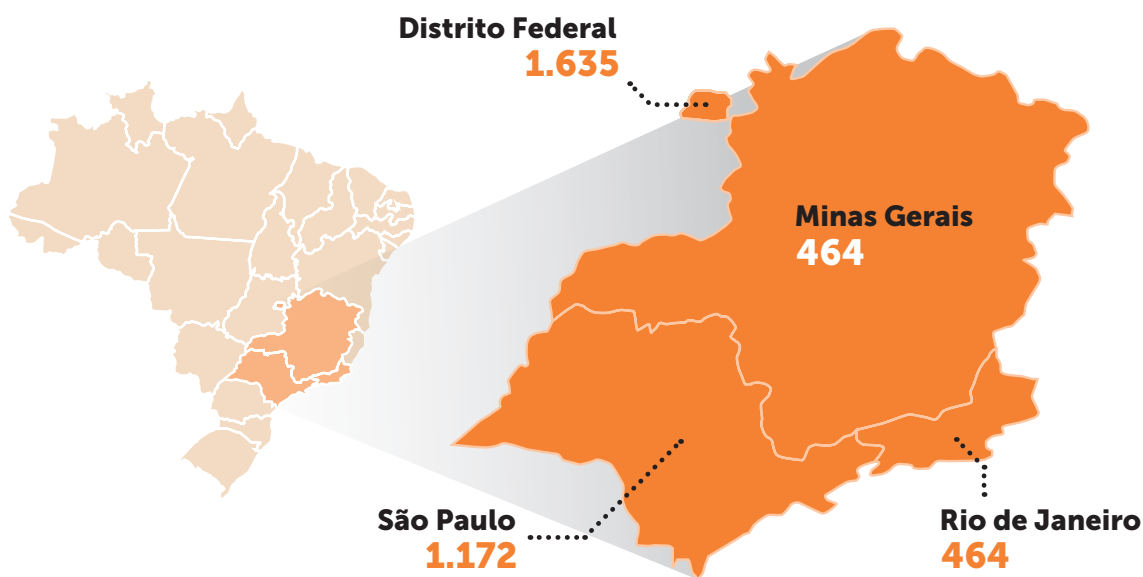 Distrito Federal
1.635
Minas Gerais
464
São Paulo
1.172
Rio de Janeiro
464